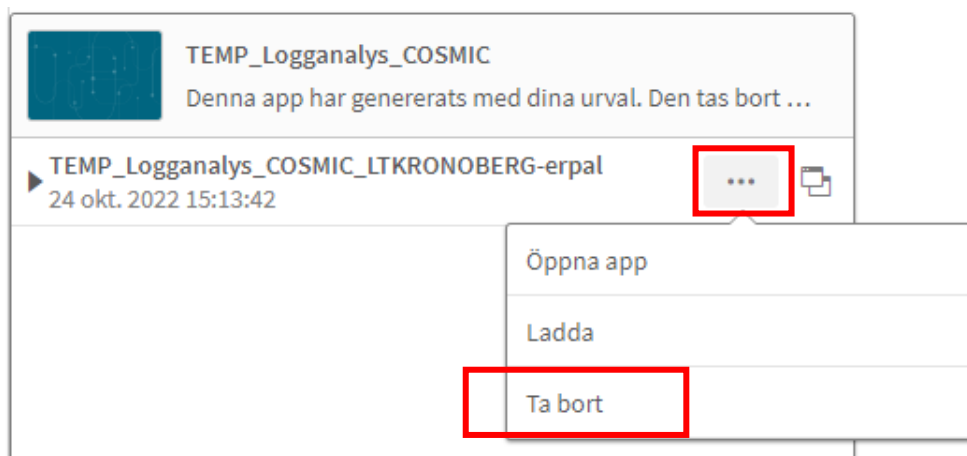 TEMP_Logganalys_COSMIC
Denna app har genererats med dina urval. Den tas bort ...
TEMP_Logganalys_COSMIC_LTKRONOBERG-erpal
24 okt. 2022 15:13:42
Öppna app
Ladda
Ta bort